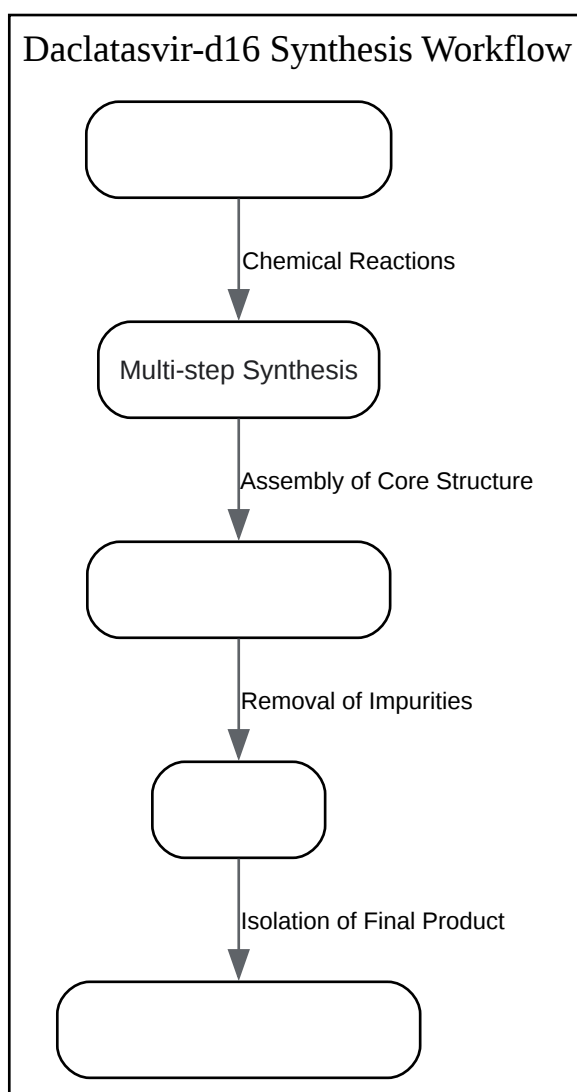 Daclatasvir-d16 Synthesis Workflow
Chemical Reactions
Multi-step Synthesis
Assembly of Core Structure
Removal of Impurities
Isolation of Final Product